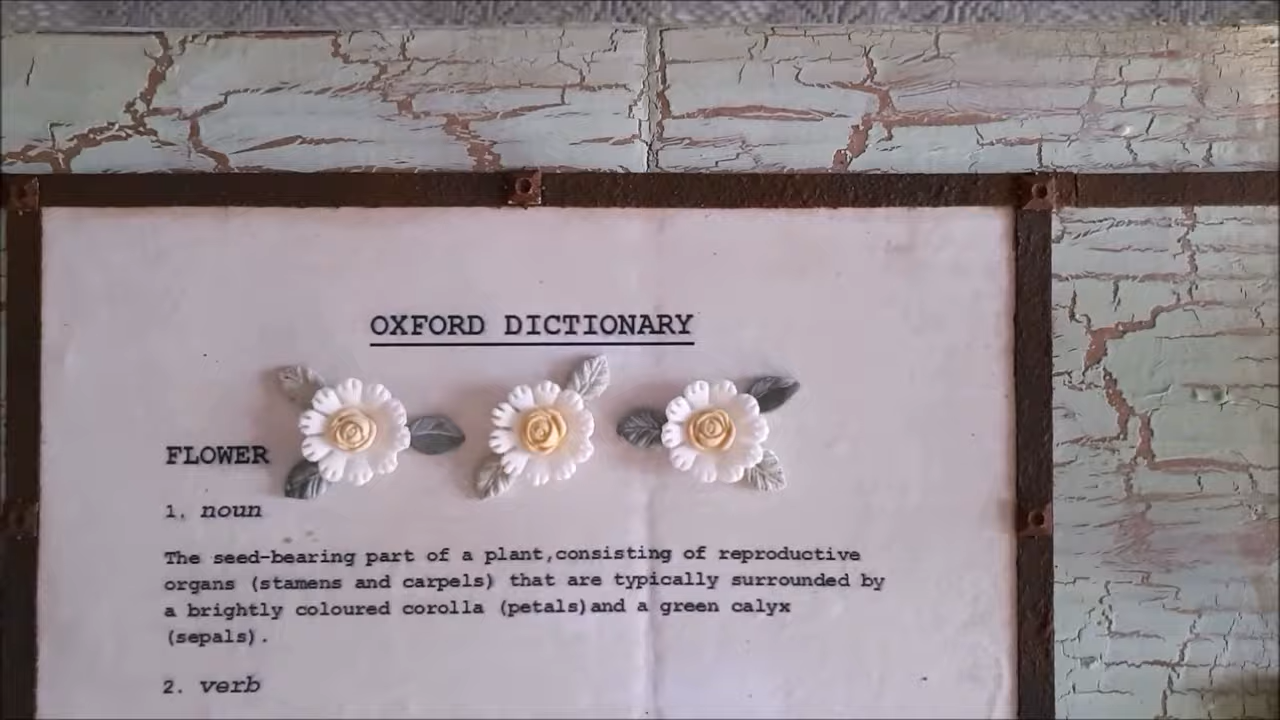 OXFORD DICTIONARY
FLOWER
1. noun
The seed-bearing part of a plant,consisting of reproductive
organs (stamens and carpels) that are typically surrounded by
a brightly coloured corolla (petals)and a green calyx
(sepals).
2. verb